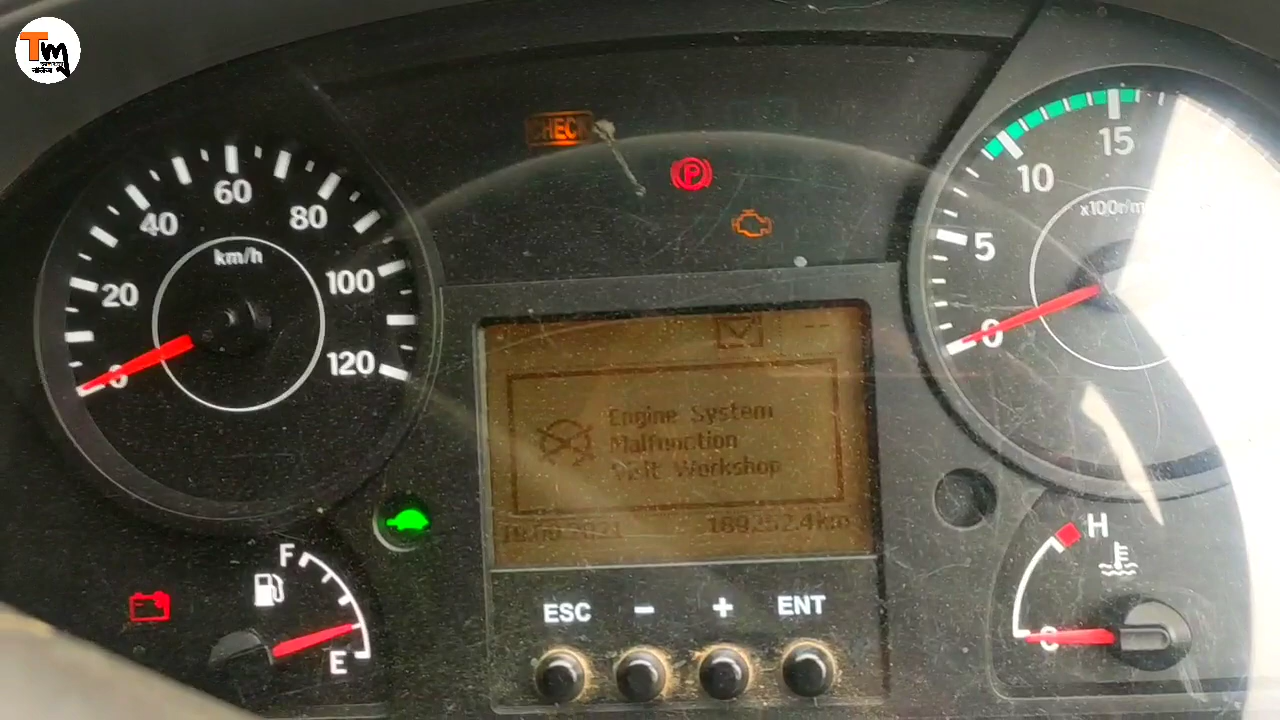 Tm
CHECK
P
0
20
40
60
80
100
120
km/h
0
5
10
15
x100r/m
Engine System
Malfunction
Visit Workshop
189252.4km
F
E
H
C
ESC - + ENT